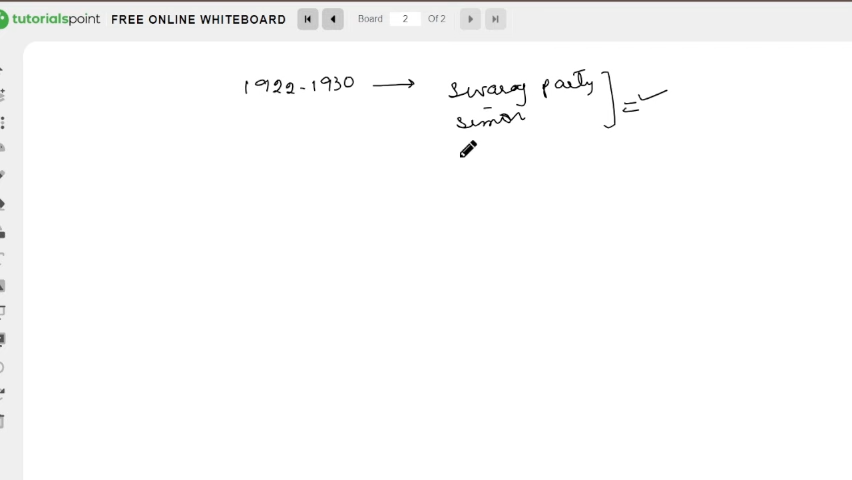 tutorialspoint FREE ONLINE WHITEBOARD Board 2 Of 2
1922-1930 → Swaraj party
simon